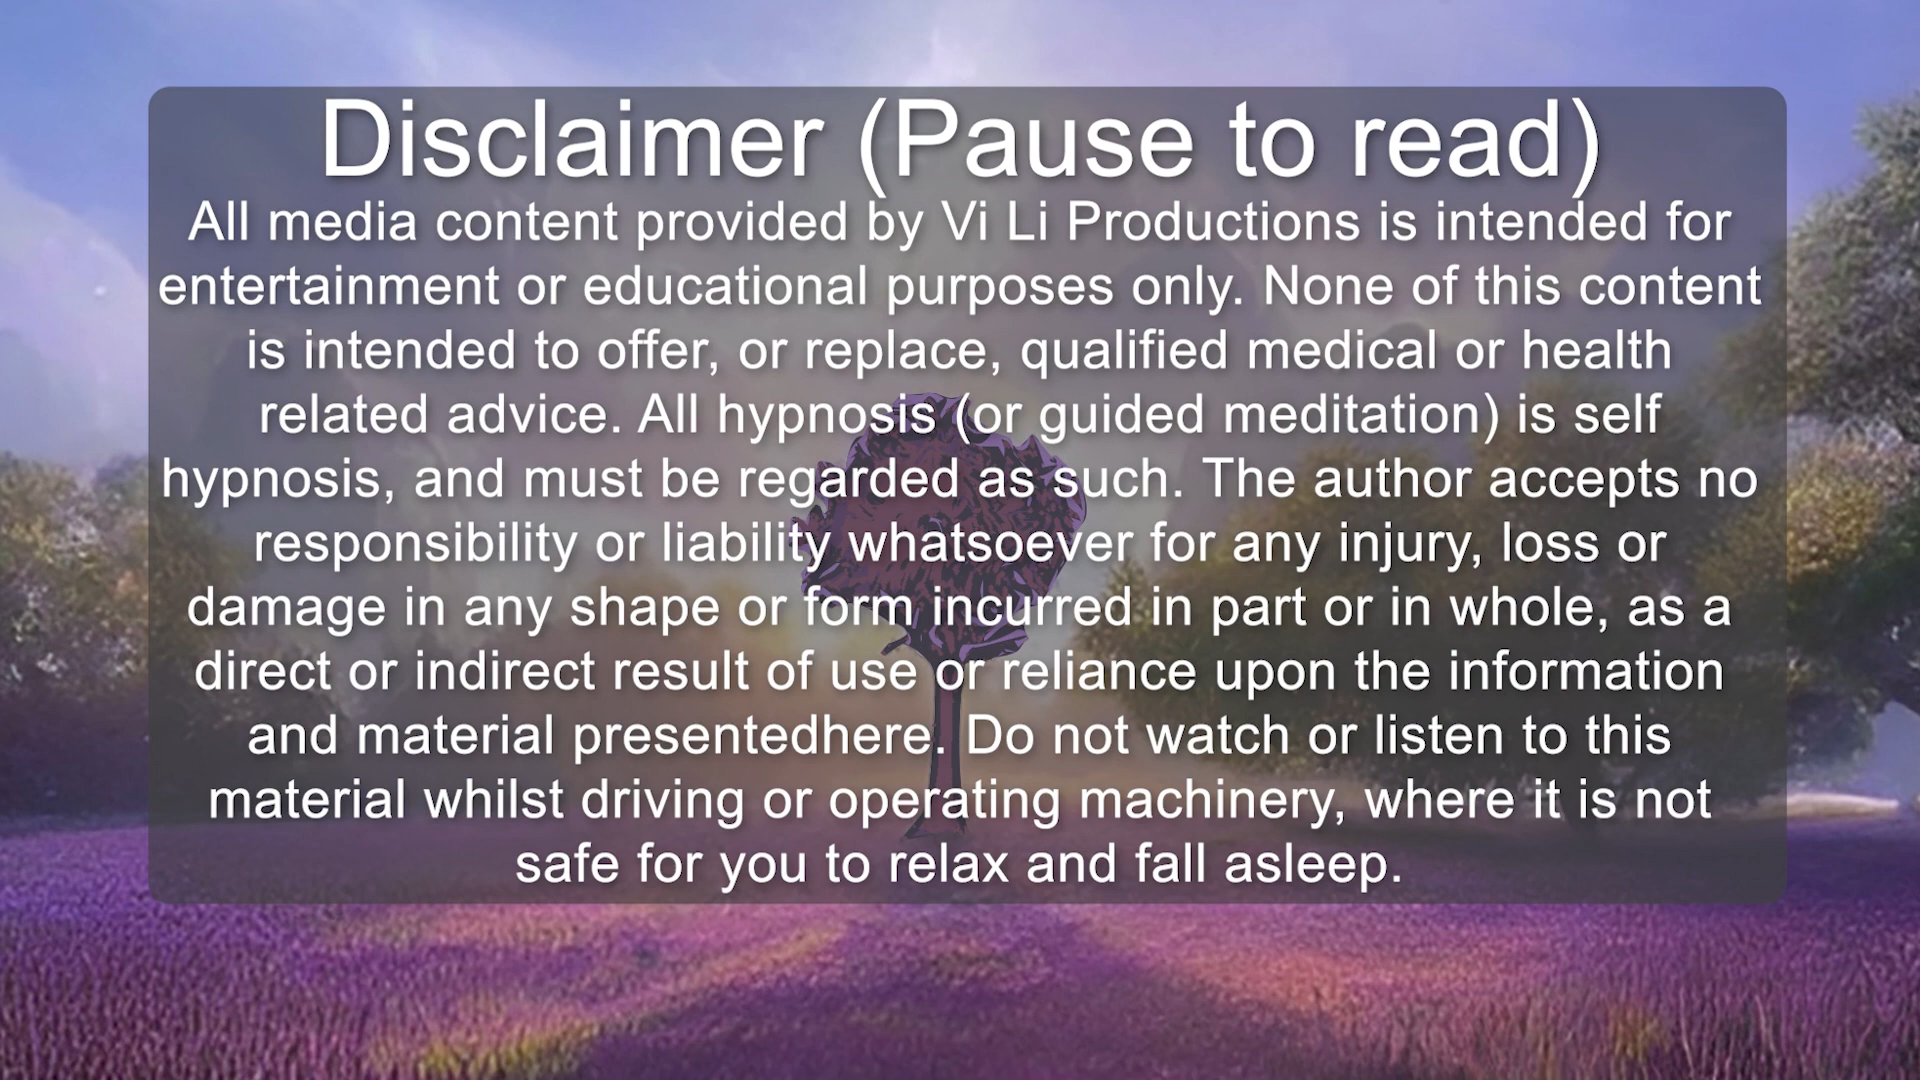 Disclaimer (Pause to read)
All media content provided by Vi Li Productions is intended for
entertainment or educational purposes only. None of this content
is intended to offer, or replace, qualified medical or health
related advice. All hypnosis (or guided meditation) is self
hypnosis, and must be regarded as such. The author accepts no
responsibility or liability whatsoever for any injury, loss or
damage in any shape or form incurred in part or in whole, as a
direct or indirect result of use or reliance upon the information
and material presentedhere. Do not watch or listen to this
material whilst driving or operating machinery, where it is not
safe for you to relax and fall asleep.